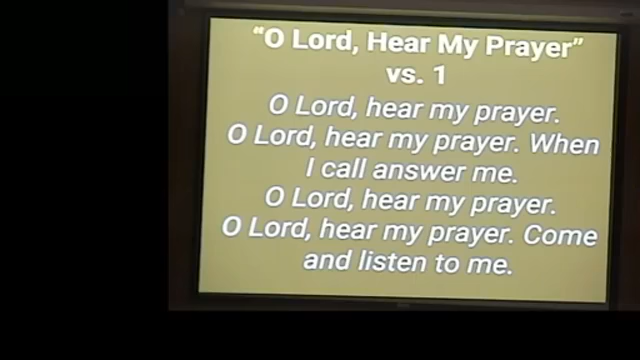 “O Lord, Hear My Prayer”
vs. 1
O Lord, hear my prayer.
O Lord, hear my prayer. When
I call answer me.
O Lord, hear my prayer.
O Lord, hear my prayer. Come
and listen to me.